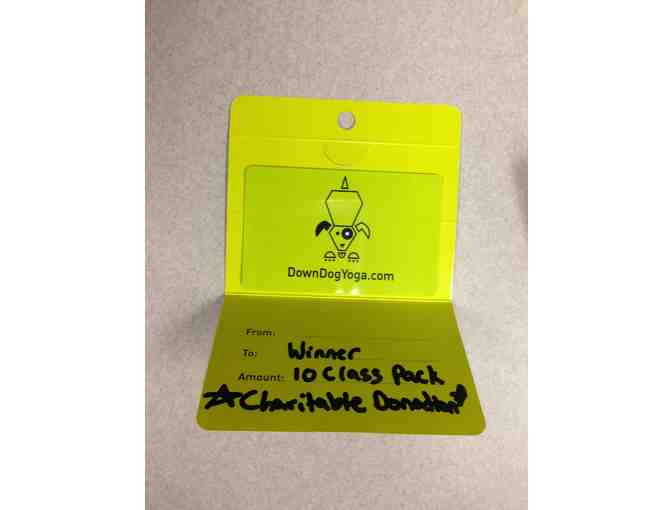 DownDogYoga.com
From:
To: Winner
Amount: 10 Class Pack
Charitable Donation